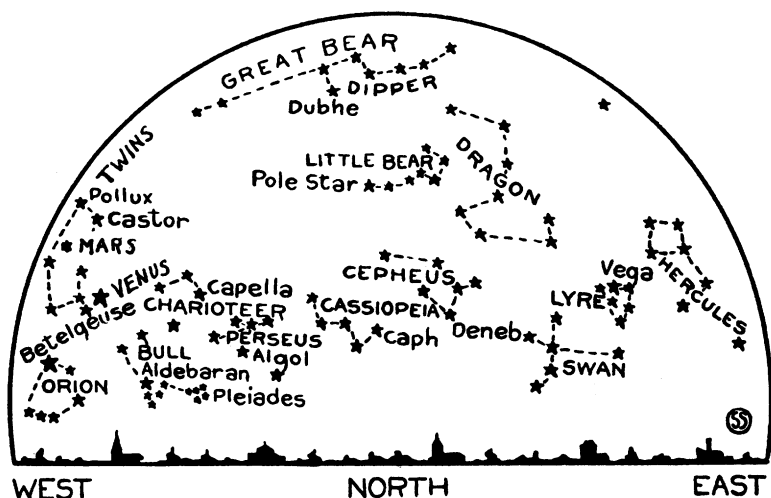 GREAT BEAR
DIPPER
Dubhe
TWINS
LITTLE BEAR
DRAGON
Pole Star
Pollux
Castor
MARS
VENUS
Capella
CEPHEUS
Vega
HERCULES
LYRE
CHARIOTEER
CASSIOPEIA
Betelgeuse
PERSEUS
Caph
Deneb
BULL
Algol
Aldebaran
SWAN
ORION
Pleiades
SS
WEST NORTH EAST